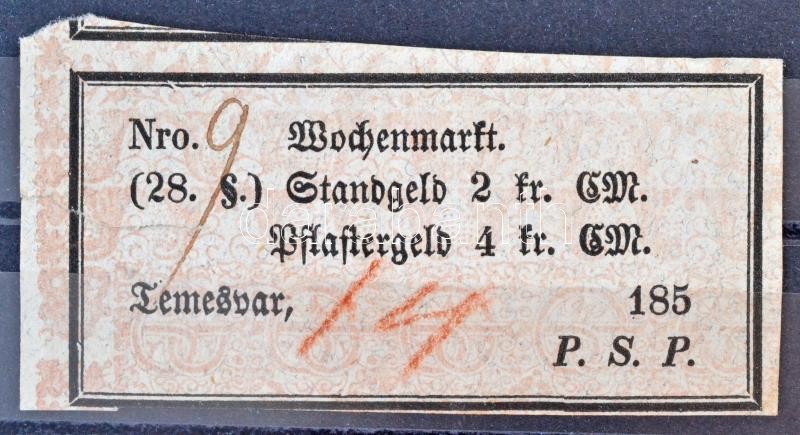 Nro. 9 Wochenmarkt.
(28. §.) Standgeld 2 kr. CM.
Pflastergeld 4 kr. CM.
Temesvar, 14 185
P. S. P.